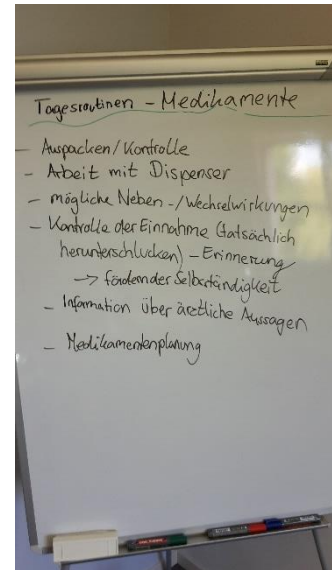 Tagesroutinen - Medikamente
- Auspacken/Kontrolle
- Arbeit mit Dispenser
- mögliche Neben-/Wechselwirkungen
- Kontrolle der Einnahme (tatsächlich
herunterschlucken) - Erinnerung
-> fördern der Selbständigkeit
- Information über ärztliche Aussagen
- Medikamentenplanung